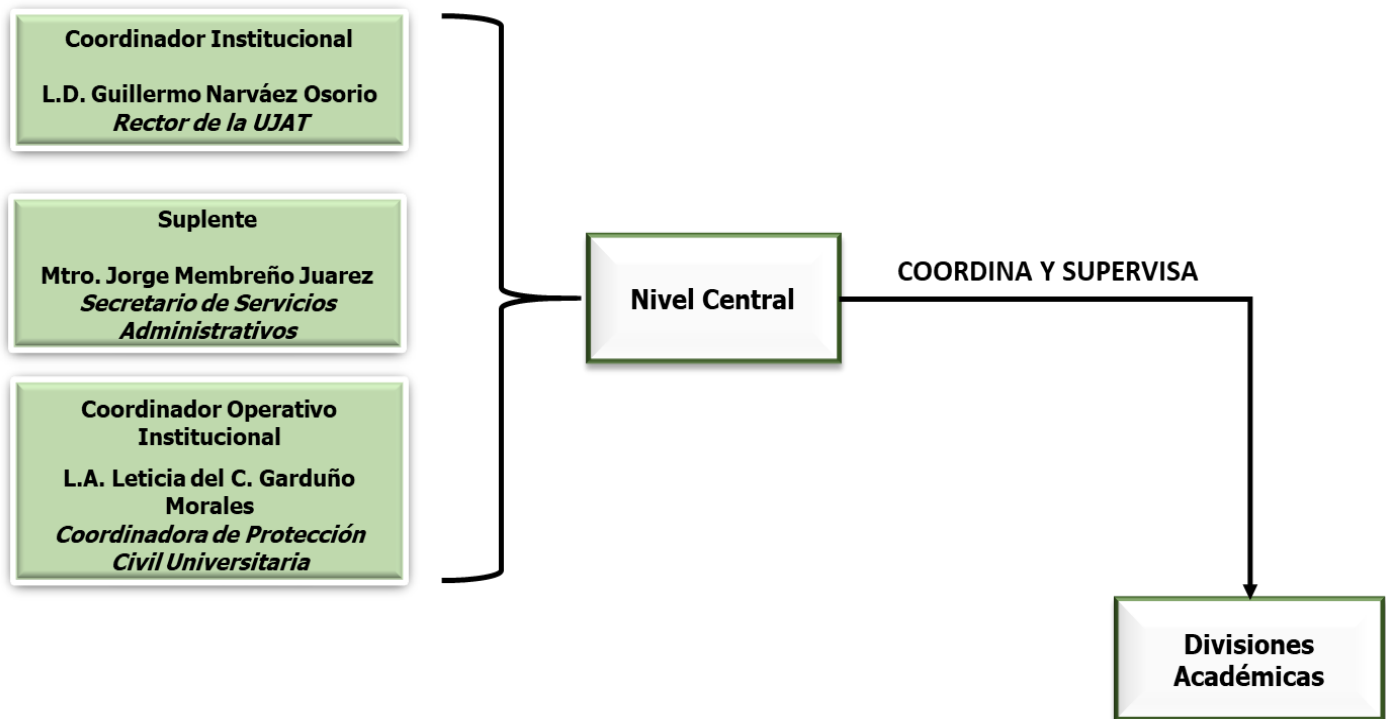 Coordinador Institucional
L.D. Guillermo Narváez Osorio
Rector de la UJAT
Suplente
Mtro. Jorge Membreño Juarez
Secretario de Servicios
Administrativos
Coordinador Operativo
Institucional
L.A. Leticia del C. Garduño
Morales
Coordinadora de Protección
Civil Universitaria
Nivel Central
COORDINA Y SUPERVISA
Divisiones
Académicas